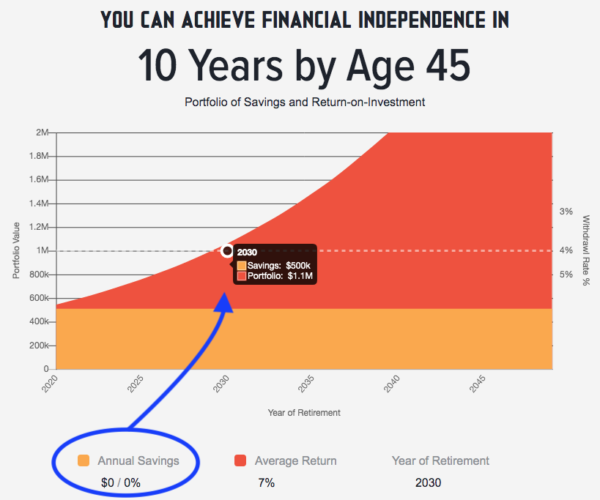 YOU CAN ACHIEVE FINANCIAL INDEPENDENCE IN
10 Years by Age 45
Portfolio of Savings and Return-on-Investment
2M
1.8M
1.6M
1.4M
1.2M
1M
800k
600k
400k
200k
0
Portfolio Value
2030
Savings: $500k
Portfolio: $1.1M
3%
4%
5%
Withdrawl Rate %
2020
2025
2030
2035
2040
2045
Year of Retirement
Annual Savings
$0 / 0%
Average Return
7%
Year of Retirement
2030